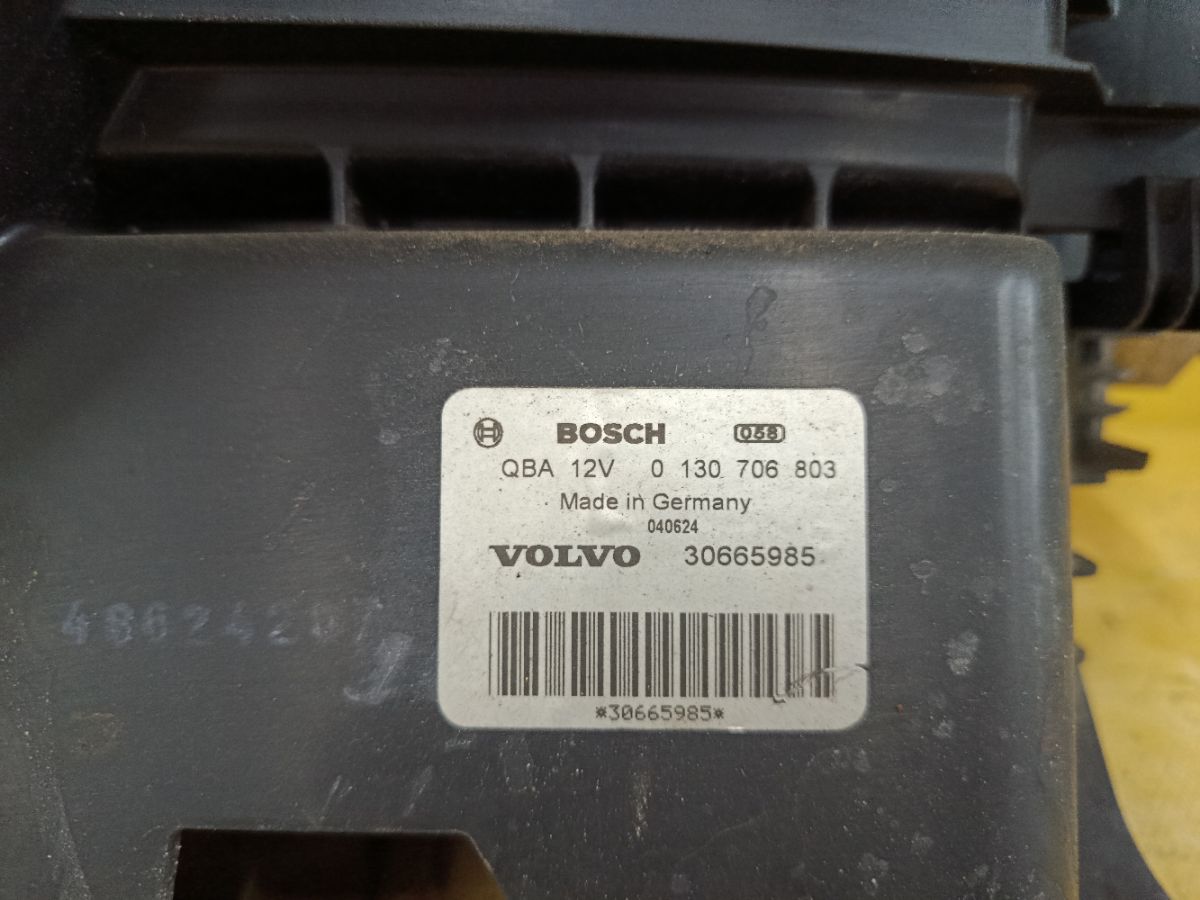 BOSCH 058
QBA 12V 0 130 706 803
Made in Germany
040624
VOLVO 30665985
*30665985*